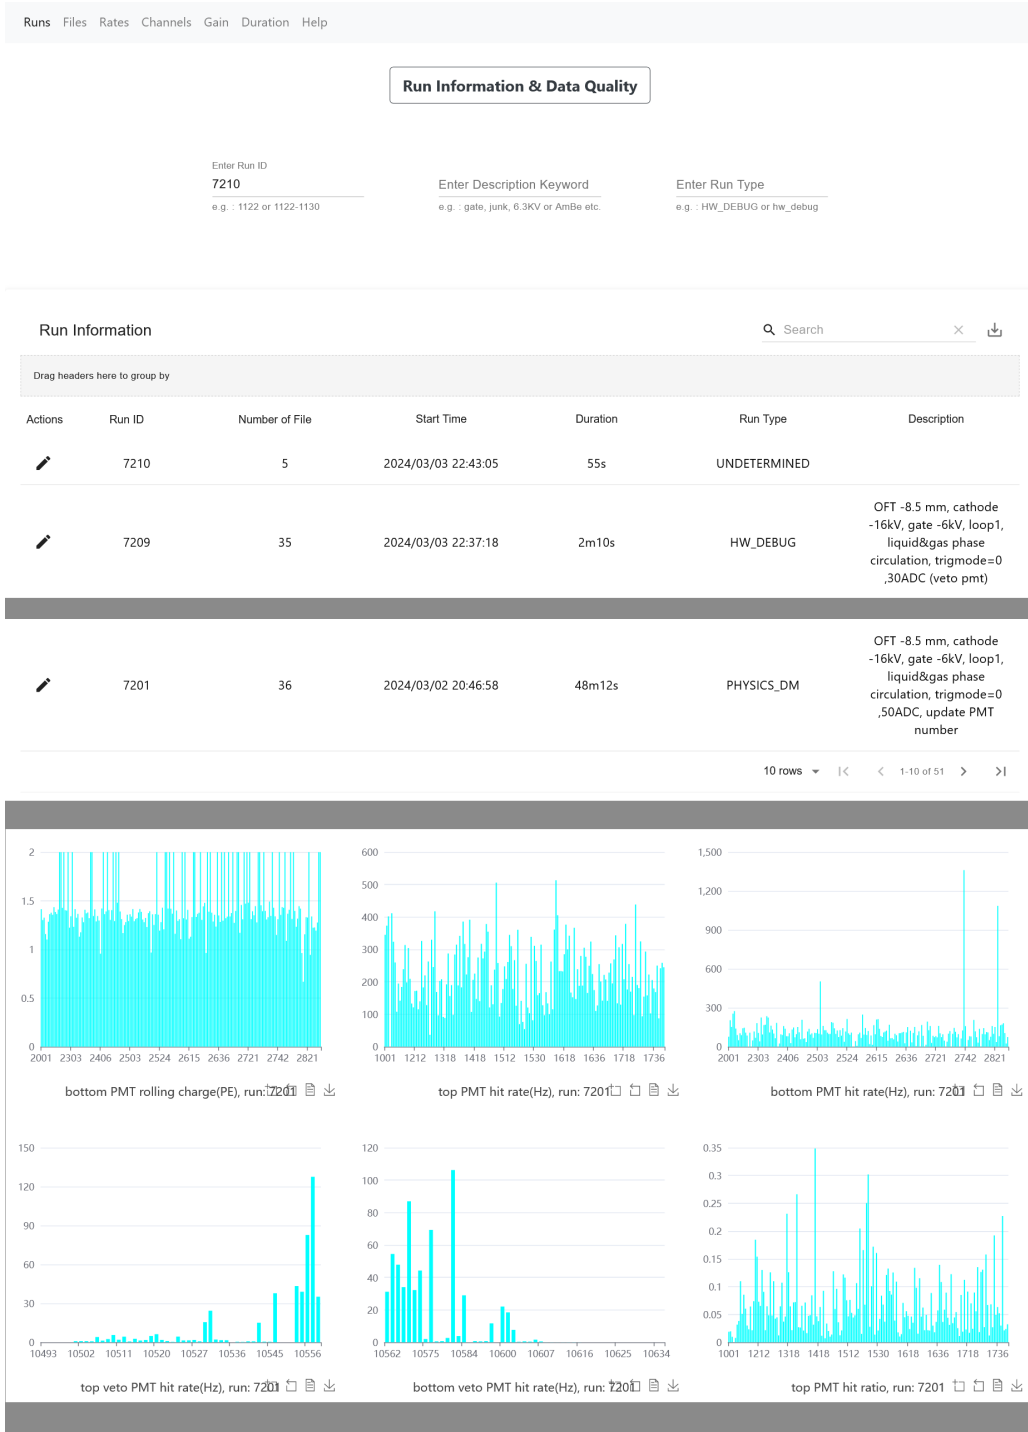 Runs Files Rates Channels Gain Duration Help
Run Information & Data Quality
Enter Run ID
7210 Enter Description Keyword Enter Run Type
e.g. : 1122 or 1122-1130 e.g. : gate, junk, 6.3KV or AmBe etc. e.g. : HW_DEBUG or hw_debug
Run Information Search
Drag headers here to group by
Actions Run ID Number of File Start Time Duration Run Type Description
7210 5 2024/03/03 22:43:05 55s UNDETERMINED
7209 35 2024/03/03 22:37:18 2m10s HW_DEBUG
OFT -8.5 mm, cathode
-16kV, gate -6kV, loop1,
liquid&gas phase
circulation, trigmode=0
,30ADC (veto pmt)
7201 36 2024/03/02 20:46:58 48m12s PHYSICS_DM
OFT -8.5 mm, cathode
-16kV, gate -6kV, loop1,
liquid&gas phase
circulation, trigmode=0
,50ADC, update PMT
number
10 rows 1-10 of 51
2
1.5
1
0.5
0
2001 2303 2406 2503 2524 2615 2636 2721 2742 2821
bottom PMT rolling charge(PE), run: 7201
600
500
400
300
200
100
0
1001 1212 1318 1418 1512 1530 1618 1636 1718 1736
top PMT hit rate(Hz), run: 7201
1,500
1,200
900
600
300
0
2001 2303 2406 2503 2524 2615 2636 2721 2742 2821
bottom PMT hit rate(Hz), run: 7201
150
120
90
60
30
0
10493 10502 10511 10520 10527 10536 10545 10556
top veto PMT hit rate(Hz), run: 7201
120
100
80
60
40
20
0
10562 10575 10584 10600 10607 10616 10625 10634
bottom veto PMT hit rate(Hz), run: 7201
0.35
0.3
0.25
0.2
0.15
0.1
0.05
0
1001 1212 1318 1418 1512 1530 1618 1636 1718 1736
top PMT hit ratio, run: 7201